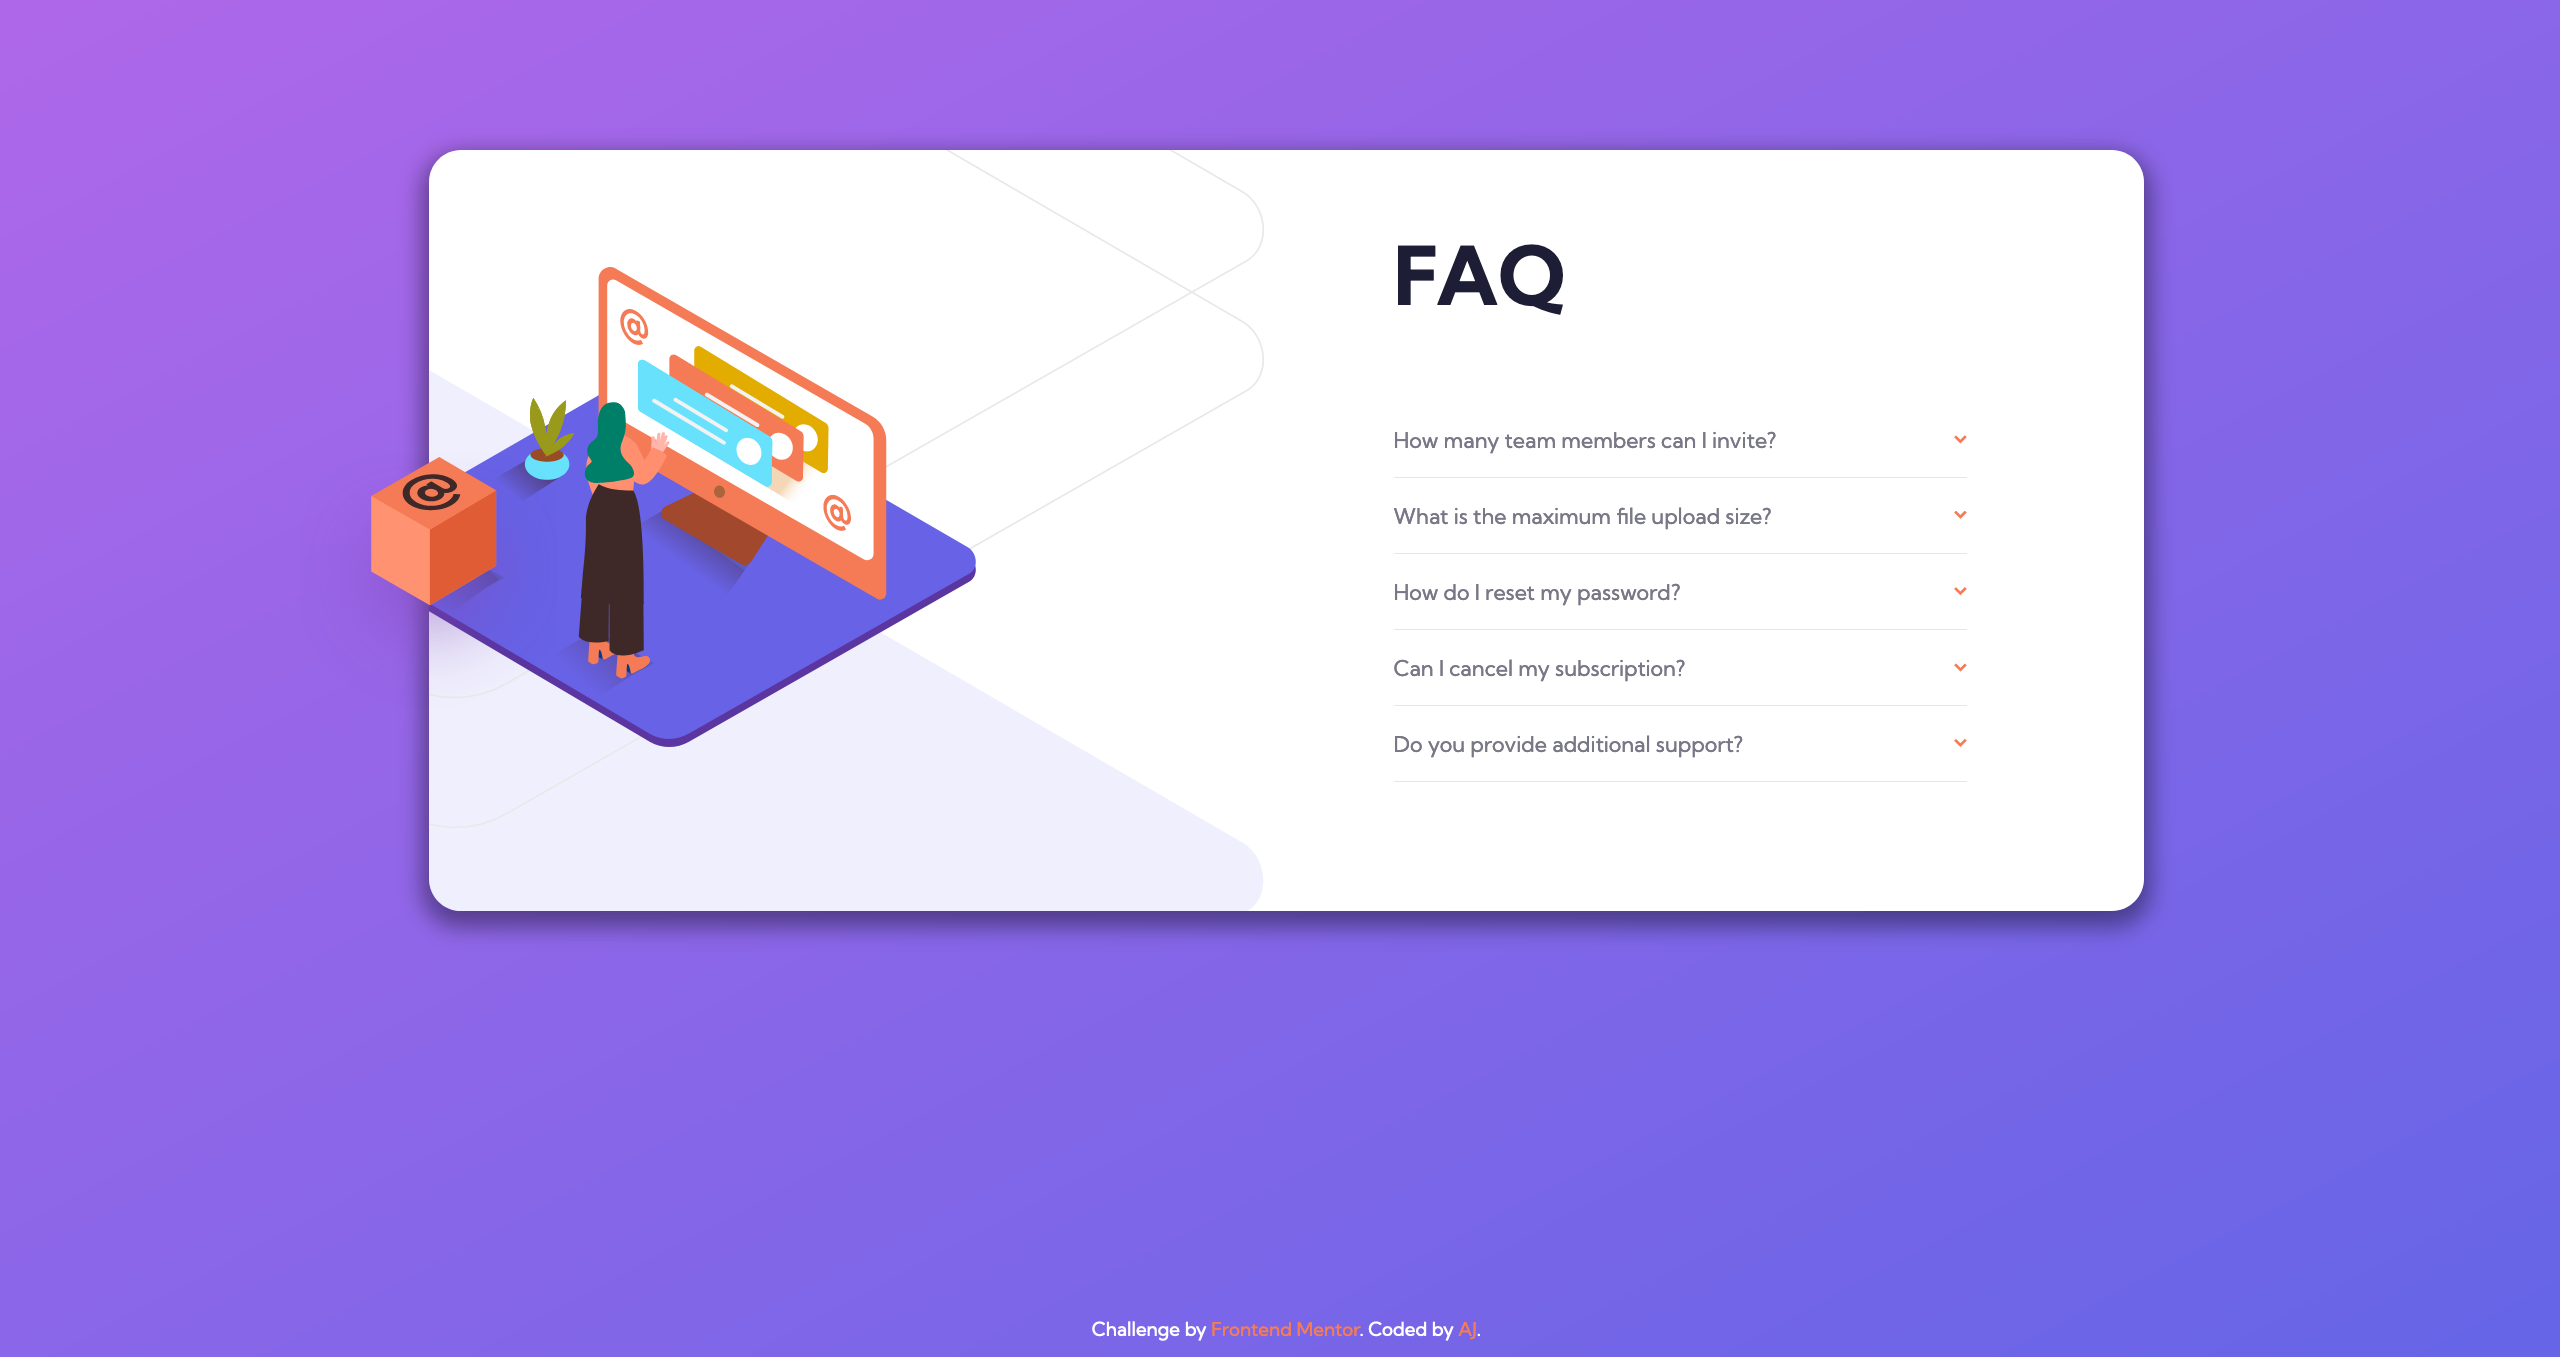 @
@
@
FAQ
How many team members can I invite?
What is the maximum file upload size?
How do I reset my password?
Can I cancel my subscription?
Do you provide additional support?
Challenge by Frontend Mentor. Coded by AJ.